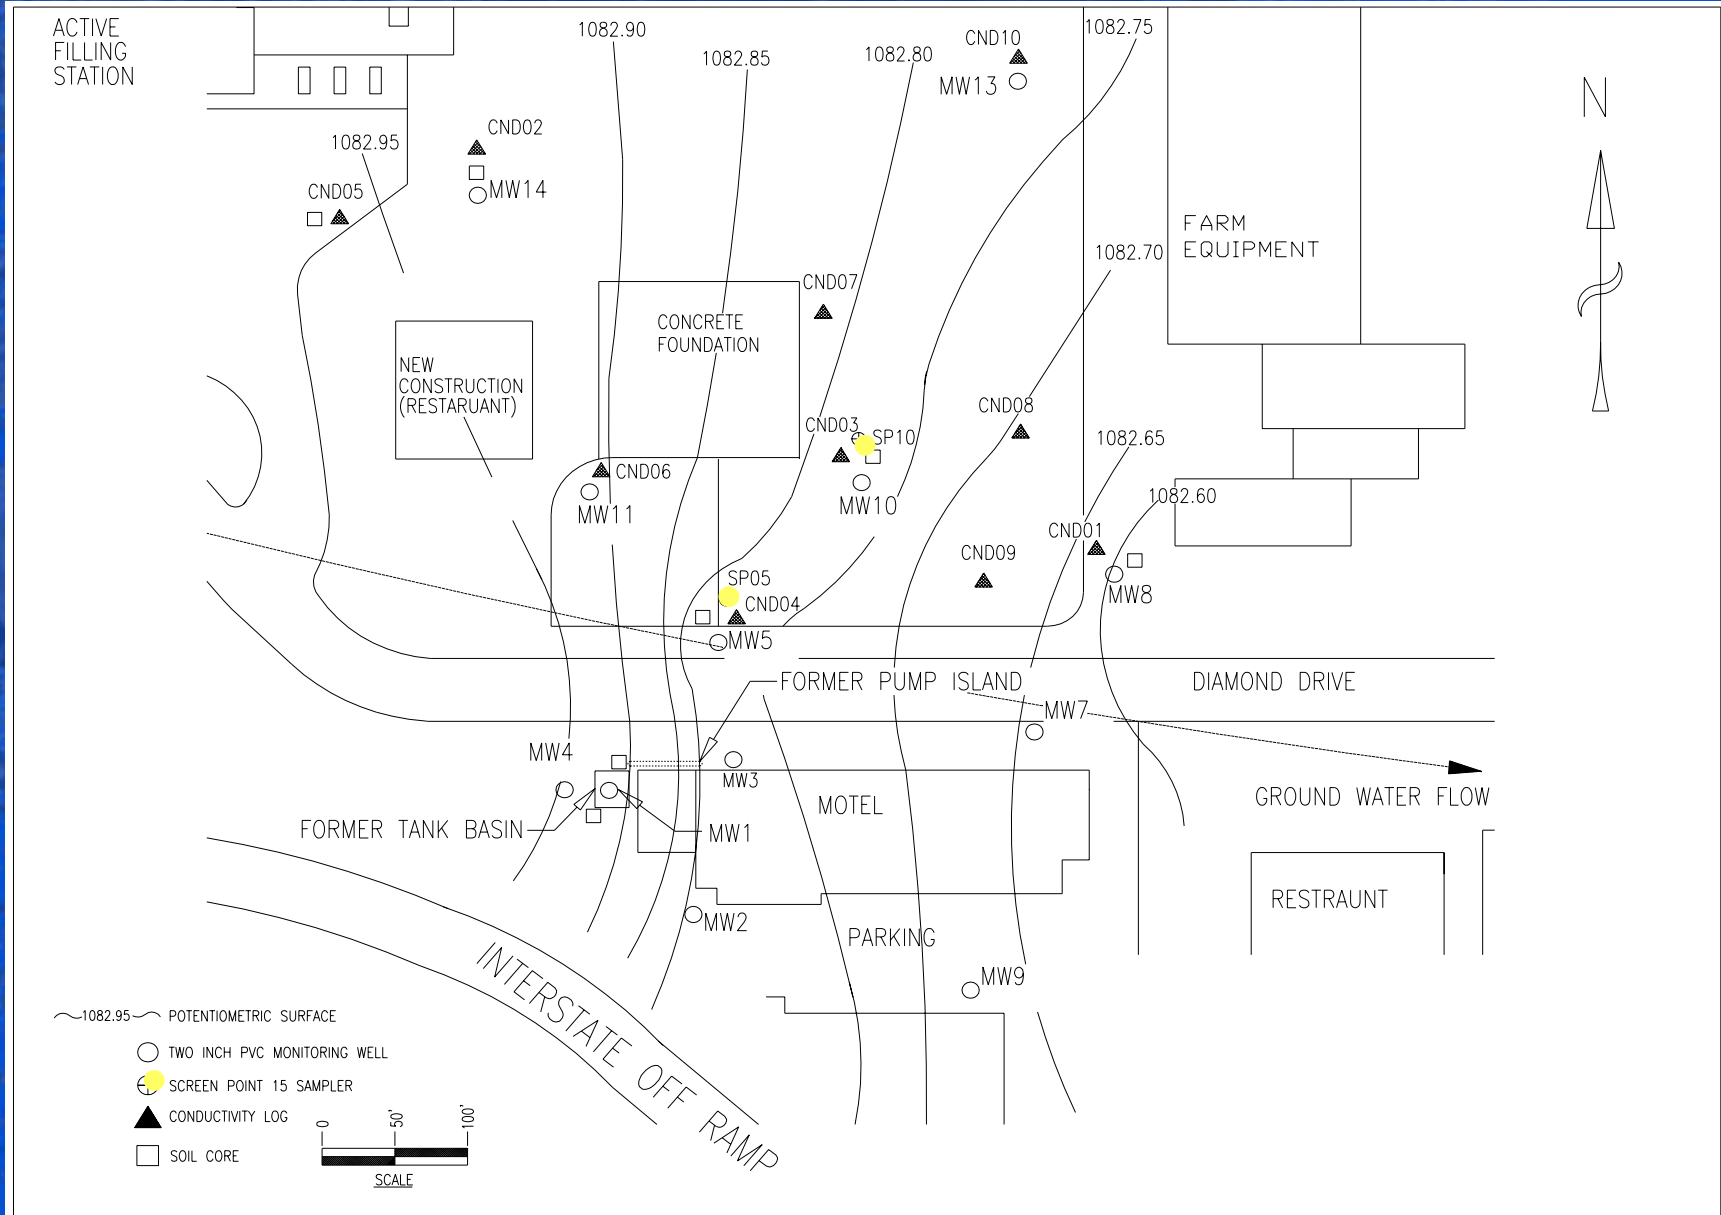 ACTIVE
FILLING
STATION
1082.90
1082.85
1082.80
CND10
1082.75
MW13
N
CND02
1082.95
MW14
CND05
FARM
EQUIPMENT
1082.70
CND07
CONCRETE
FOUNDATION
NEW
CONSTRUCTION
(RESTARUANT)
CND08
CND03
SP10
1082.65
CND06
MW10
1082.60
MW11
CND01
CND09
SP05
CND04
MW8
MW5
FORMER PUMP ISLAND
DIAMOND DRIVE
MW7
MW4
MW3
MOTEL
GROUND WATER FLOW
FORMER TANK BASIN
MW1
RESTRAUNT
MW2
PARKING
MW9
INTERSTATE OFF RAMP
1082.95 POTENTIOMETRIC SURFACE
TWO INCH PVC MONITORING WELL
SCREEN POINT 15 SAMPLER
CONDUCTIVITY LOG
SOIL CORE
0 50' 100'
SCALE